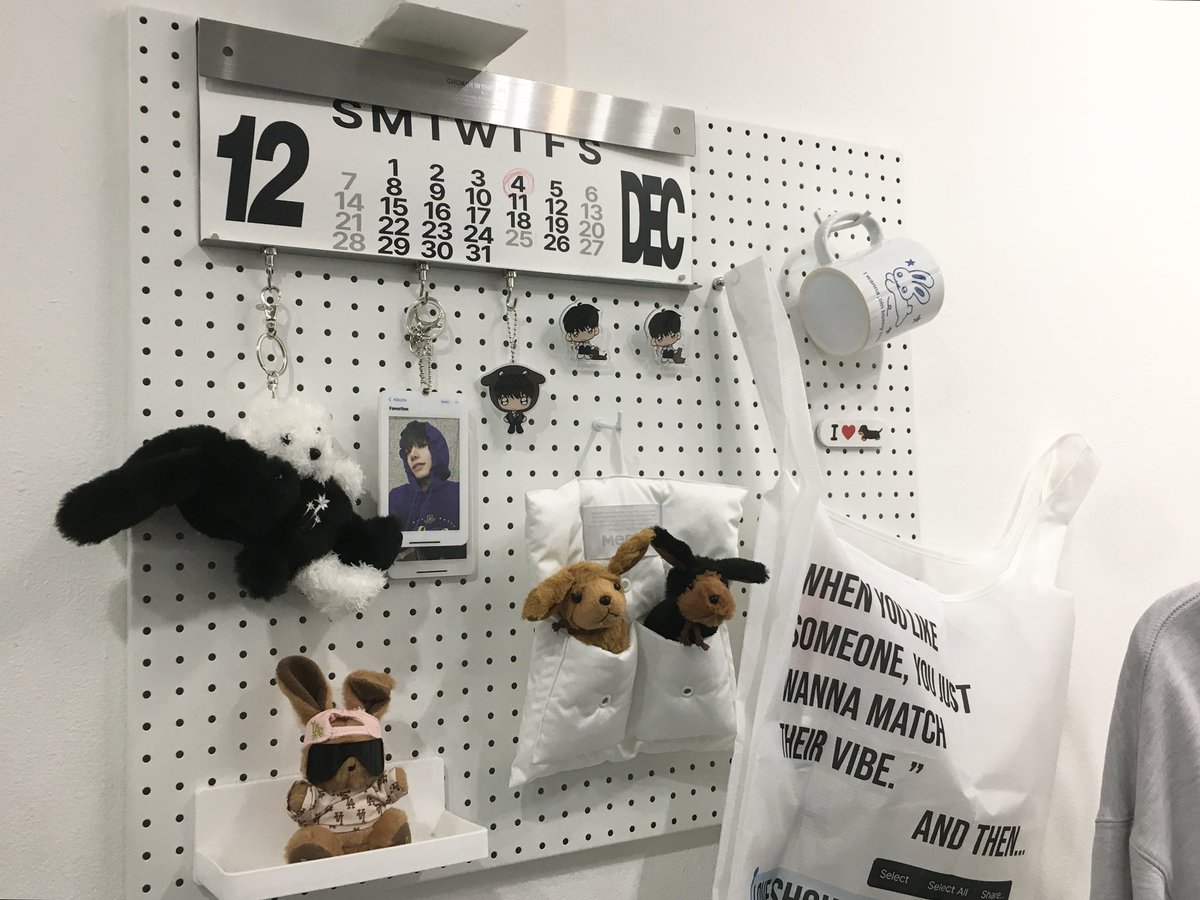 S M T W T F S
12
1 2 3 4 5 6
7 8 9 10 11 12 13
14 15 16 17 18 19 20
21 22 23 24 25 26 27
28 29 30 31
DEC
Albums
Favorites
I
WHEN YOU LIKE
SOMEONE, YOU JUST
WANNA MATCH
THEIR VIBE. ”
AND THEN...
Select Select All Share...